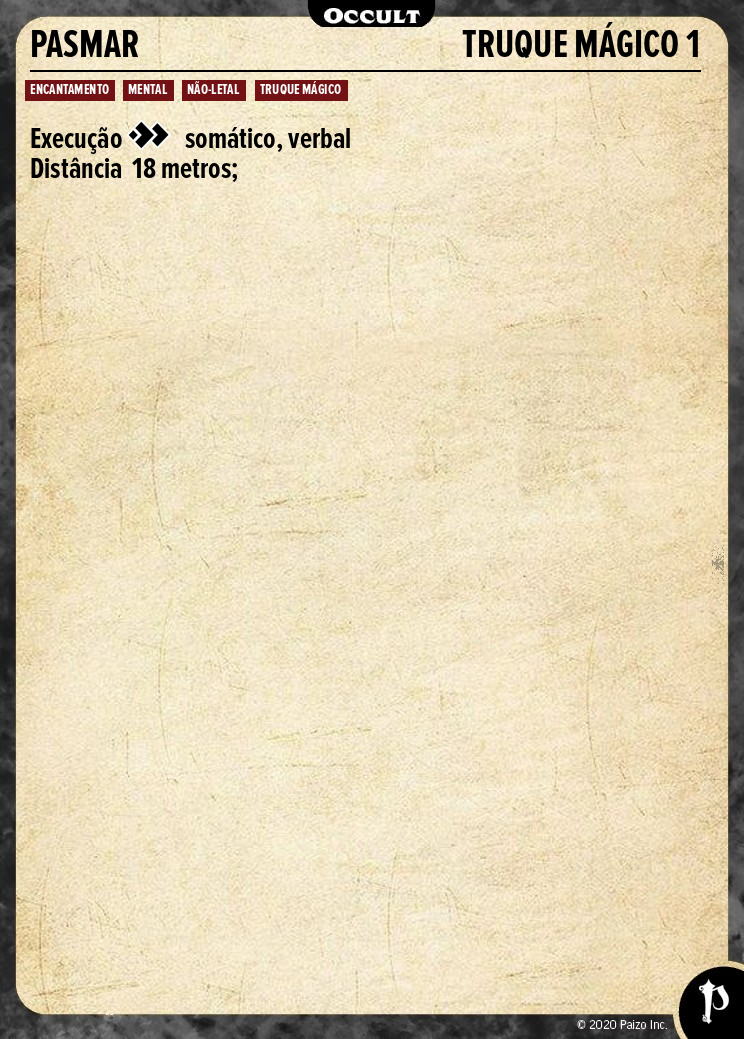 Occult
PASMAR TRUQUE MÁGICO 1
ENCANTAMENTO MENTAL NÃO-LETAL TRUQUE MÁGICO
Execução somático, verbal
Distância 18 metros;
© 2020 Paizo Inc.
P